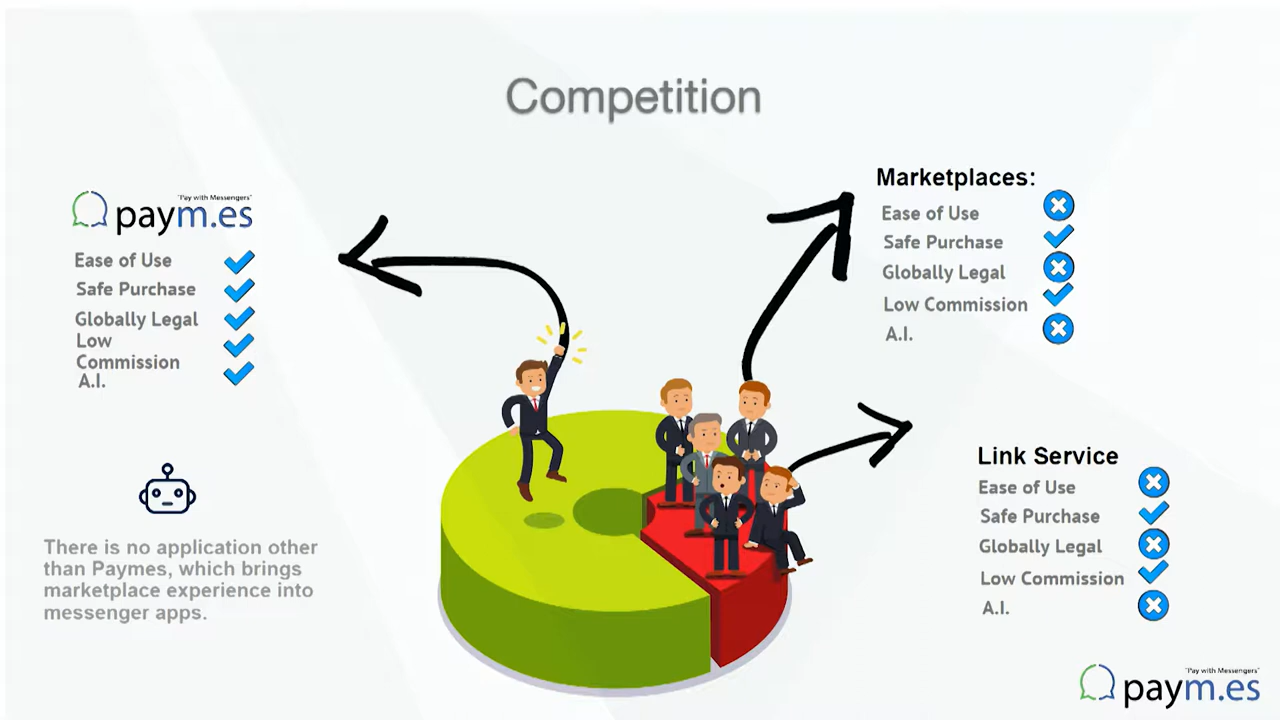 Competition
"Pay with Messengers"
paym.es
Ease of Use
Safe Purchase
Globally Legal
Low
Commission
A.I.
There is no application other
than Paymes, which brings
marketplace experience into
messenger apps.
Marketplaces:
Ease of Use
Safe Purchase
Globally Legal
Low Commission
A.I.
Link Service
Ease of Use
Safe Purchase
Globally Legal
Low Commission
A.I.
"Pay with Messengers"
paym.es